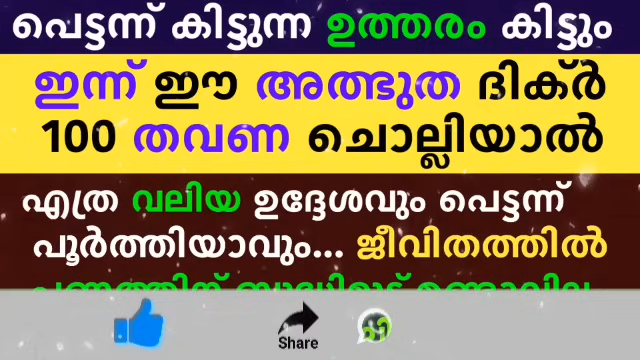 പെട്ടന്ന് കിട്ടുന്ന ഉത്തരം കിട്ടും
ഇന്ന് ഈ അത്ഭുത ദിക്ർ
100 തവണ ചൊല്ലിയാൽ
എത്ര വലിയ ഉദ്ദേശവും പെട്ടന്ന്
പൂർത്തിയാവും... ജീവിതത്തിൽ
Share